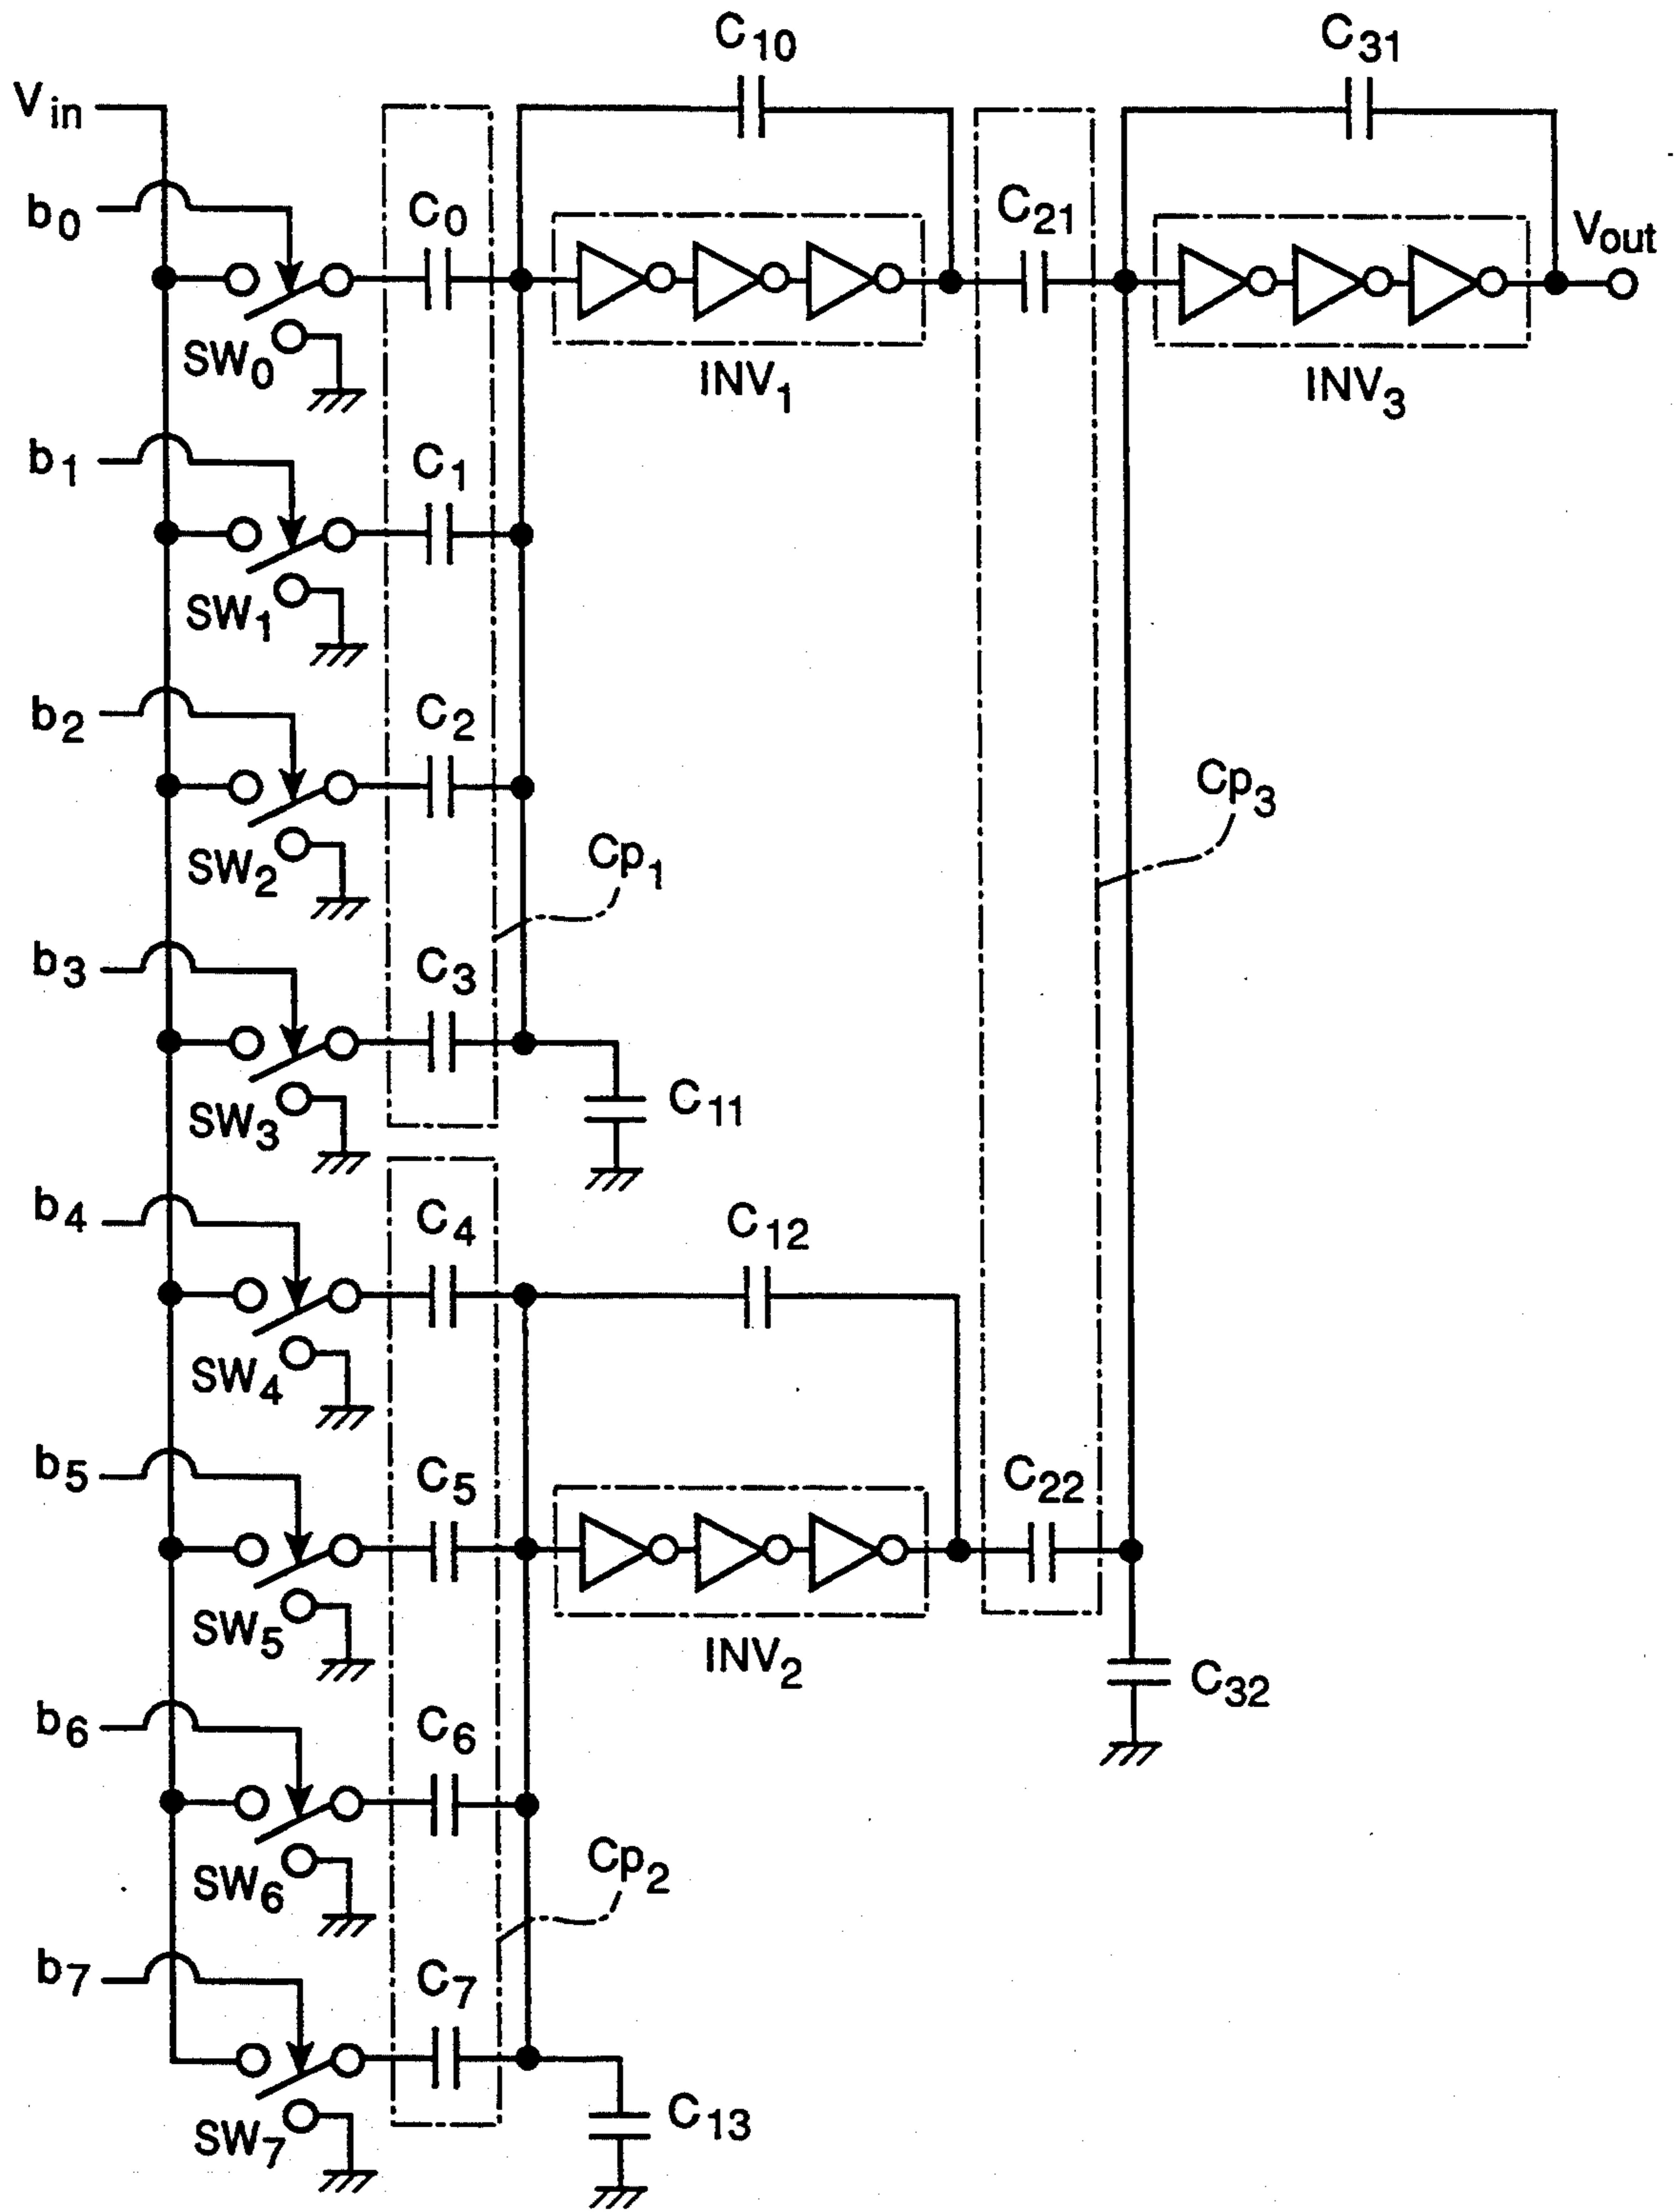 C10
C31
Vin
b0
C0
C21
Vout
SW0
INV1
INV3
b1
C1
SW1
b2
C2
Cp3
SW2
Cp1
b3
C3
SW3
C11
b4
C4
C12
SW4
b5
C5
C22
SW5
INV2
C32
b6
C6
SW6
Cp2
b7
C7
SW7
C13